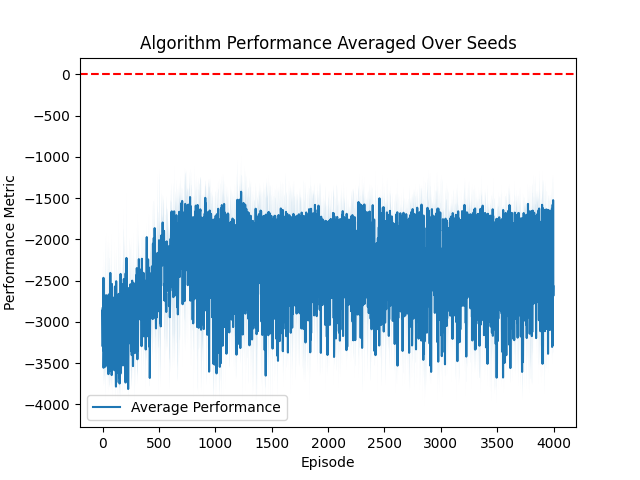 Algorithm Performance Averaged Over Seeds
Performance Metric
0
−500
−1000
−1500
−2000
−2500
−3000
−3500
−4000
Average Performance
0 500 1000 1500 2000 2500 3000 3500 4000
Episode